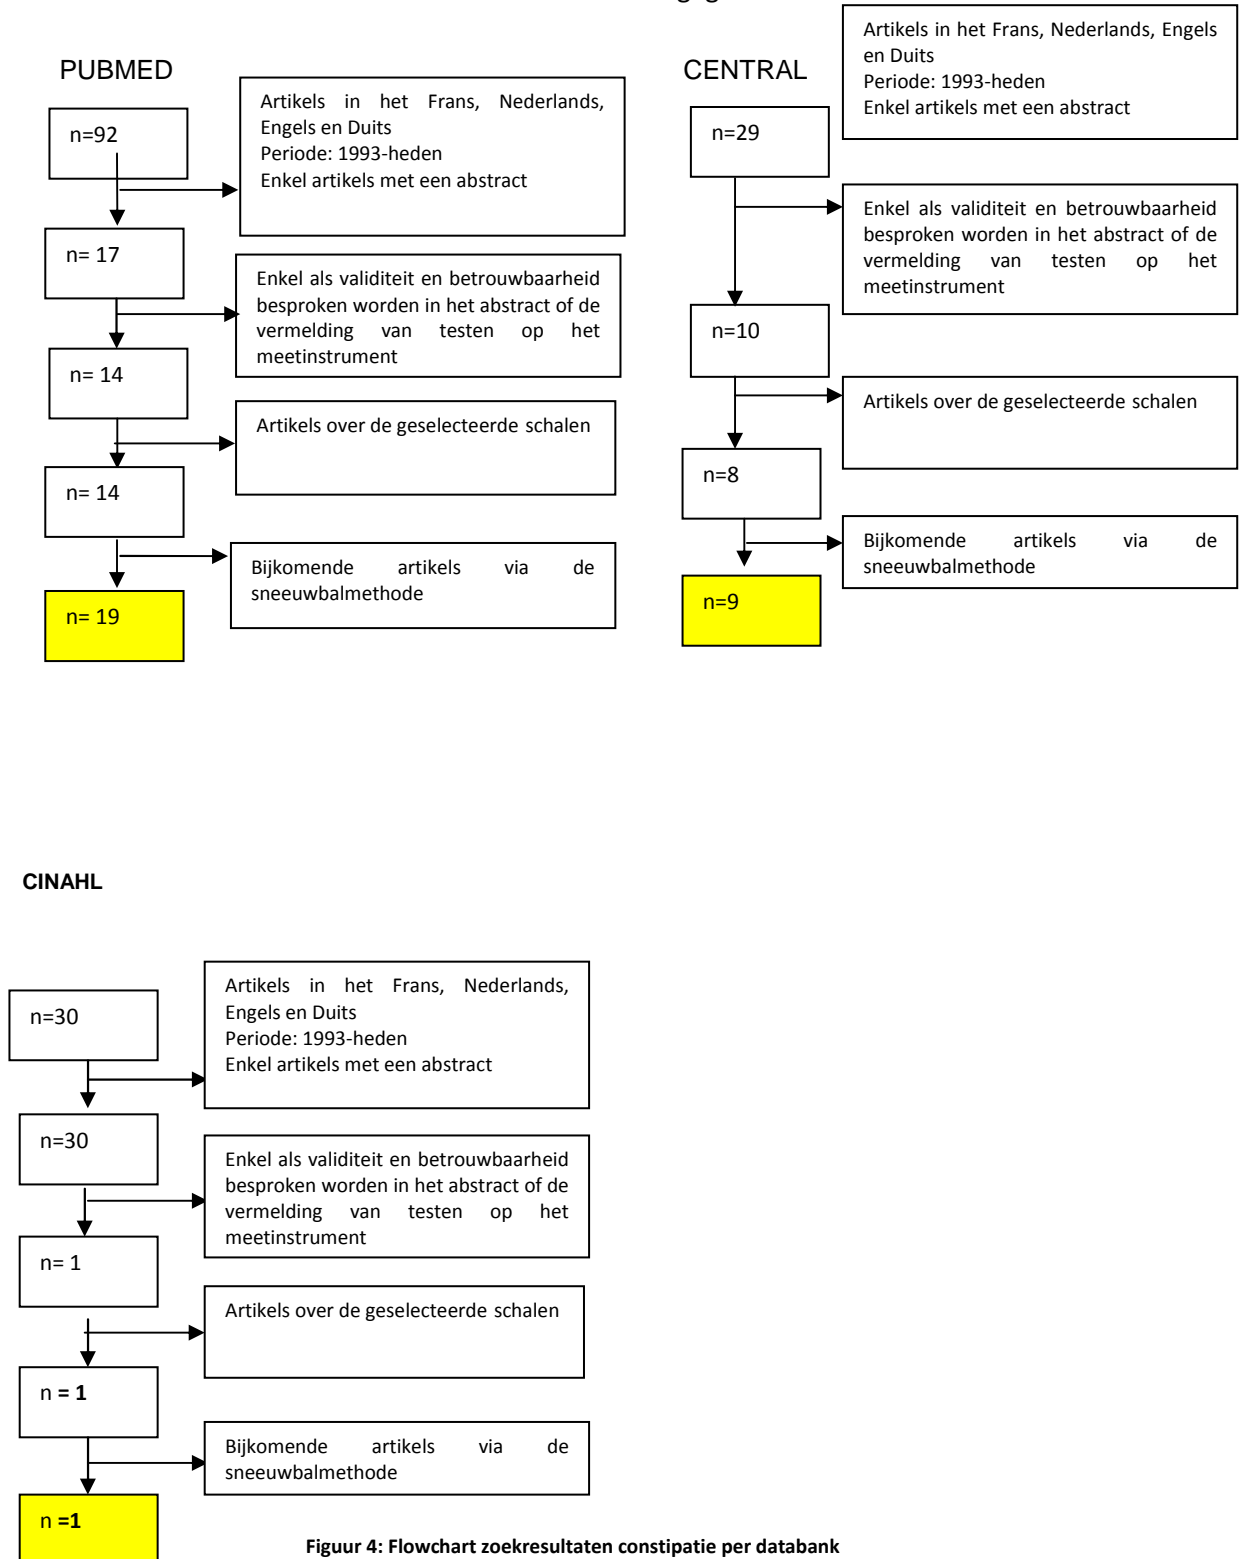 PUBMED
n=92
Artikels in het Frans, Nederlands,
Engels en Duits
Periode: 1993-heden
Enkel artikels met een abstract
n= 17
Enkel als validiteit en betrouwbaarheid
besproken worden in het abstract of de
vermelding van testen op het
meetinstrument
n= 14
Artikels over de geselecteerde schalen
n= 14
Bijkomende artikels via de
sneeuwbalmethode
n= 19
CENTRAL
Artikels in het Frans, Nederlands, Engels
en Duits
Periode: 1993-heden
Enkel artikels met een abstract
n=29
Enkel als validiteit en betrouwbaarheid
besproken worden in het abstract of de
vermelding van testen op het
meetinstrument
n=10
Artikels over de geselecteerde schalen
n=8
Bijkomende artikels via de
sneeuwbalmethode
n=9
CINAHL
n=30
Artikels in het Frans, Nederlands,
Engels en Duits
Periode: 1993-heden
Enkel artikels met een abstract
n=30
Enkel als validiteit en betrouwbaarheid
besproken worden in het abstract of de
vermelding van testen op het
meetinstrument
n= 1
Artikels over de geselecteerde schalen
n = 1
Bijkomende artikels via de
sneeuwbalmethode
n =1
Figuur 4: Flowchart zoekresultaten constipatie per databank